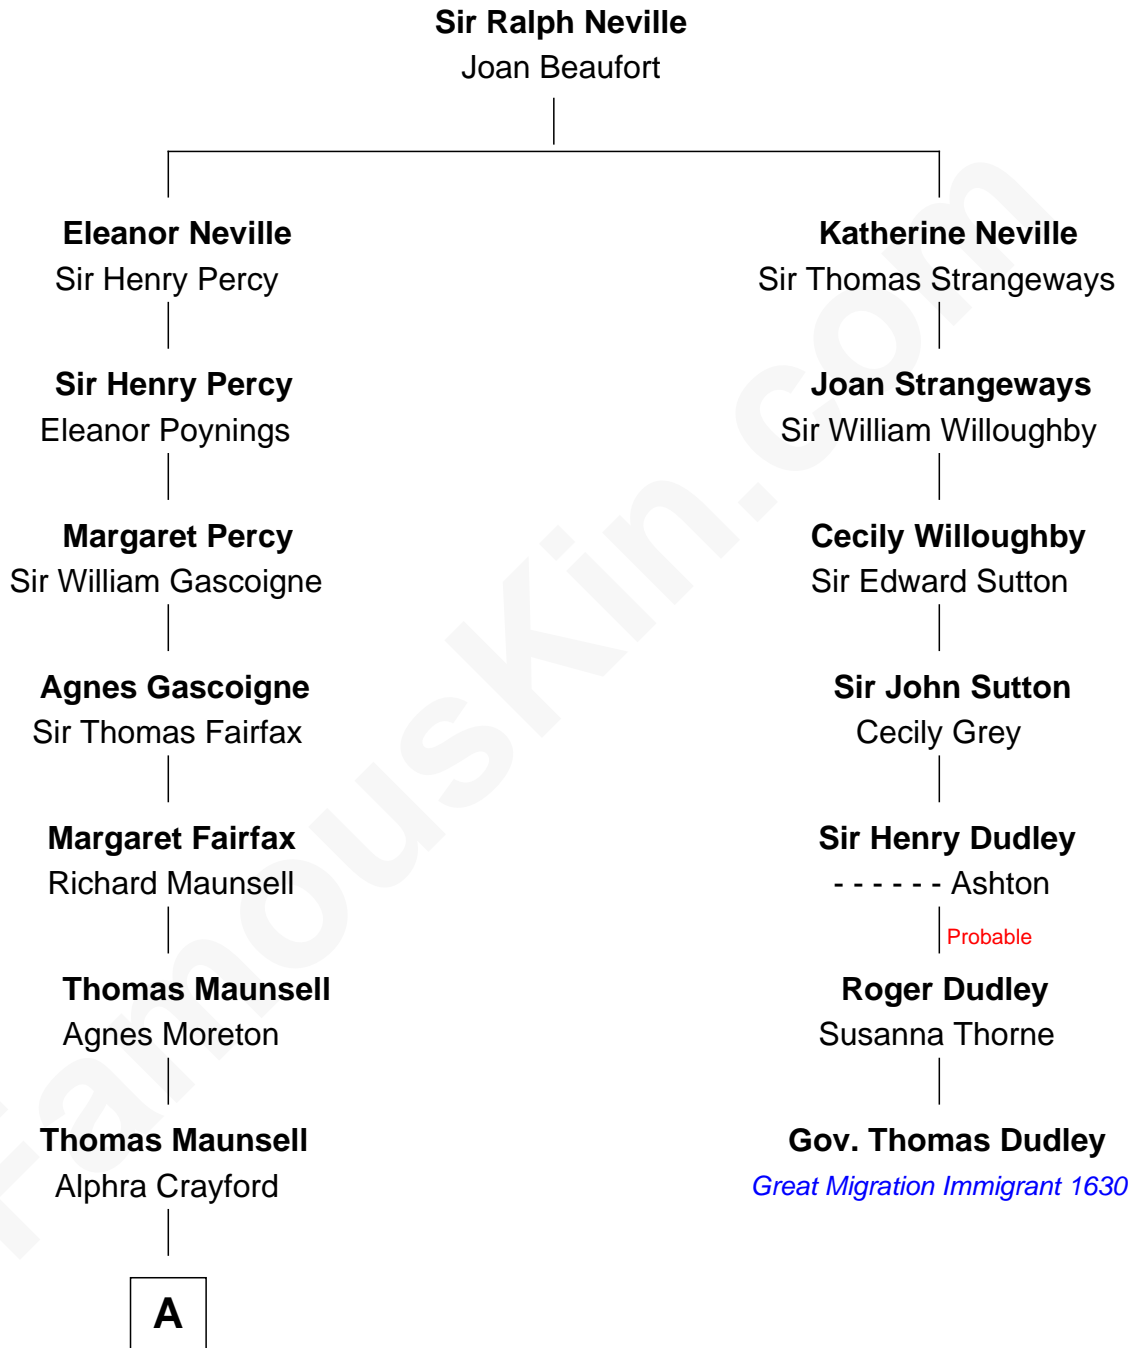 Sir Ralph Neville
Joan Beaufort
Eleanor Neville
Sir Henry Percy
Katherine Neville
Sir Thomas Strangeways
Sir Henry Percy
Eleanor Poynings
Joan Strangeways
Sir William Willoughby
Margaret Percy
Sir William Gascoigne
Cecily Willoughby
Sir Edward Sutton
Agnes Gascoigne
Sir Thomas Fairfax
Sir John Sutton
Cecily Grey
Margaret Fairfax
Richard Maunsell
Sir Henry Dudley
- - - - - - Ashton
Probable
Thomas Maunsell
Agnes Moreton
Roger Dudley
Susanna Thorne
Thomas Maunsell
Alphra Crayford
Gov. Thomas Dudley
Great Migration Immigrant 1630
A
FamousKin.com